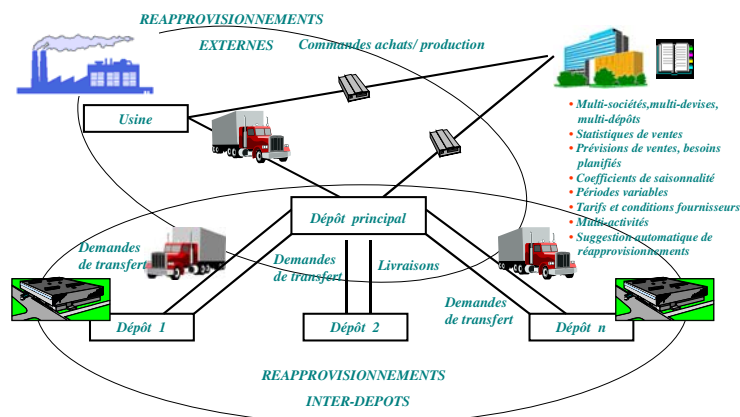 REAPPROVISIONNEMENTS
EXTERNES
Commandes achats/ production
Usine
• Multi-sociétés,multi-devises,
multi-dépôts
• Statistiques de ventes
• Prévisions de ventes, besoins
planifiés
• Coefficients de saisonnalité
• Périodes variables
• Tarifs et conditions fournisseurs
• Multi-activités
• Suggestion automatique de
réapprovisionnements
Dépôt principal
Demandes
de transfert
Demandes
de transfert
Livraisons
Demandes
de transfert
Dépôt 1
Dépôt 2
Dépôt n
REAPPROVISIONNEMENTS
INTER-DEPOTS